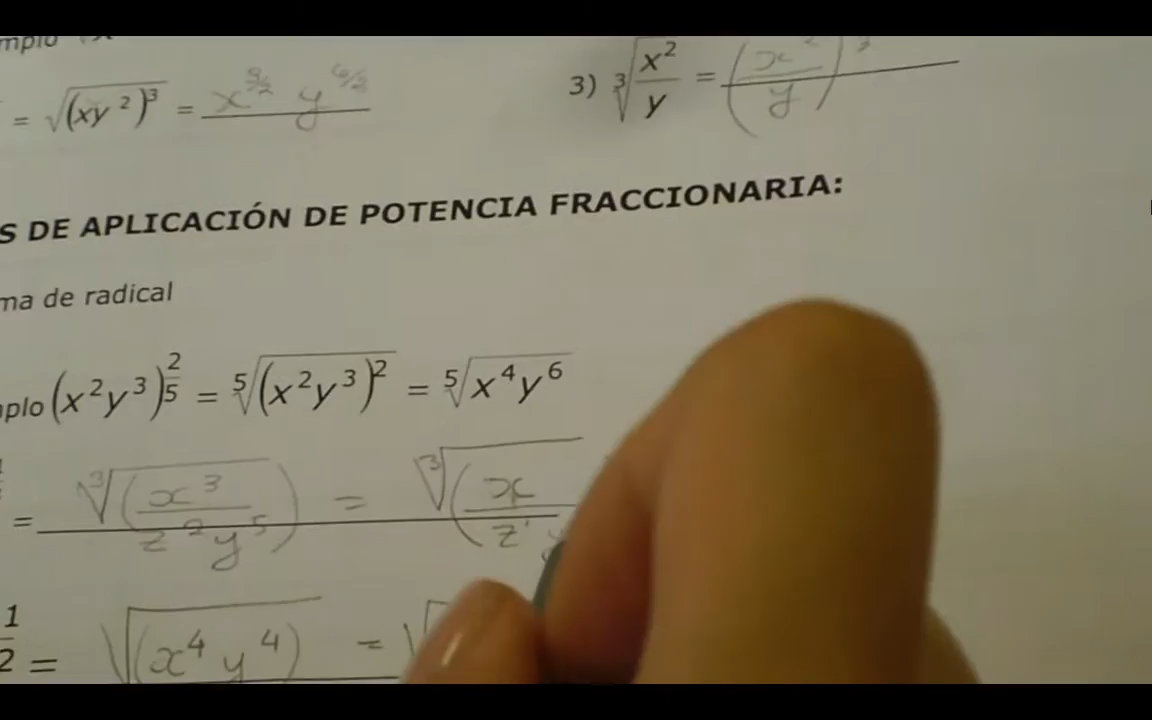 = √(xy²)³ = x^{3/2} y^{6/2}
3) ∛(x²/y) = (x²/y)
S DE APLICACIÓN DE POTENCIA FRACCIONARIA:
ma de radical
mplo (x²y³)^{2/5} = ⁵√(x²y³)² = ⁵√x⁴y⁶
= ∛(x³/z²y⁵) = ∛(x/z
1/2 = √(x⁴y⁴) = √